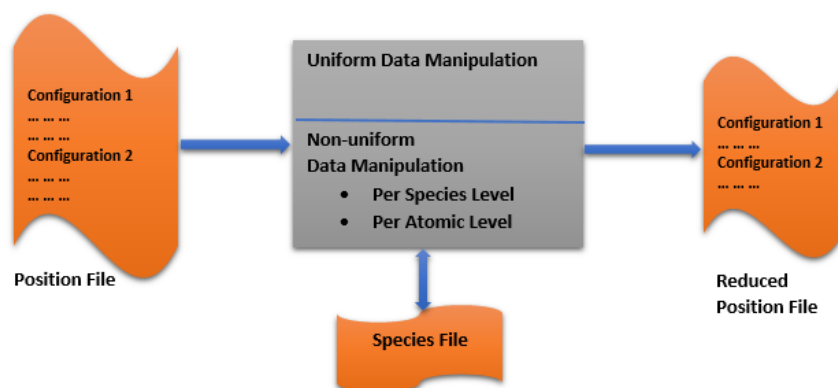 Configuration 1
... ... ...
... ... ...
Configuration 2
... ... ...
... ... ...
Position File
Uniform Data Manipulation
Non-uniform
Data Manipulation
• Per Species Level
• Per Atomic Level
Species File
Configuration 1
... ... ...
Configuration 2
... ... ...
Reduced
Position File